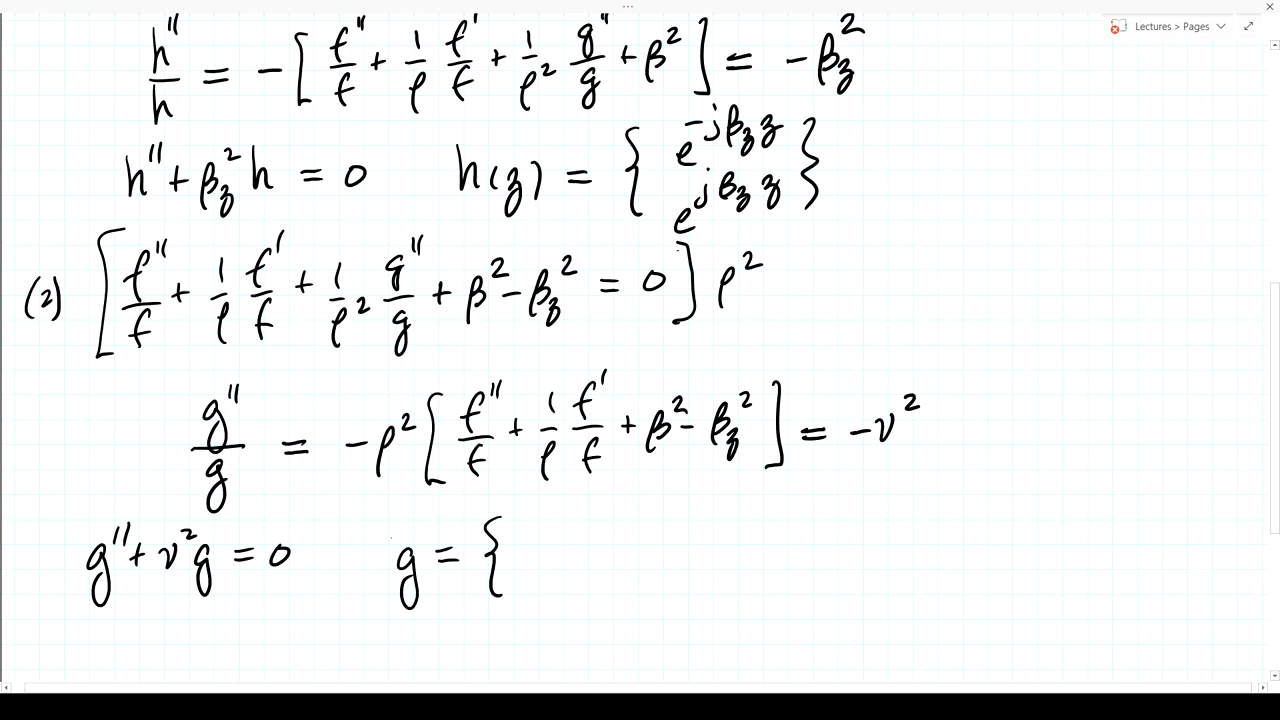 Lectures > Pages
h''/h = -[f''/f + 1/ρ f'/f + 1/ρ² g''/g + β²] = -β_z²
h'' + β_z² h = 0    h(z) = { e^{-jβ_z z} e^{jβ_z z} }
(2) [f''/f + 1/ρ f'/f + 1/ρ² g''/g + β² - β_z² = 0] ρ²
g''/g = -ρ² [f''/f + 1/ρ f'/f + β² - β_z²] = -ν²
g'' + ν² g = 0    g = {